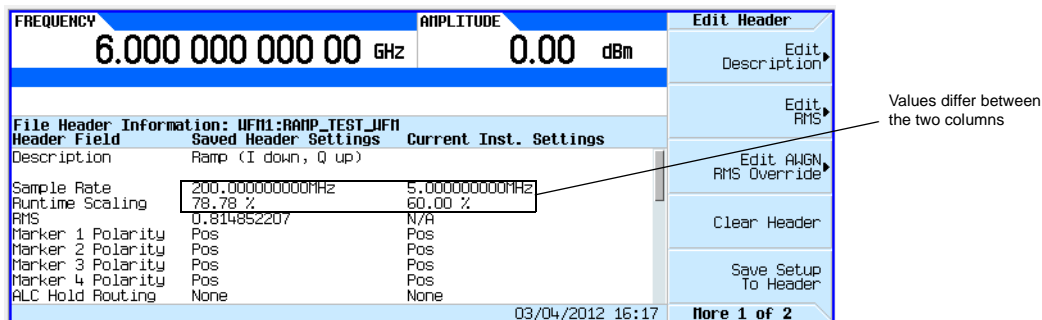 FREQUENCY AMPLITUDE Edit Header
6.000 000 000 00 GHz 0.00 dBm
Edit
Description
Edit
RMS
Values differ between
the two columns
File Header Information: WFM1:RAMP_TEST_WFM
Header Field Saved Header Settings Current Inst. Settings
Description Ramp (I down, Q up)
Edit AWGN
RMS Override
Sample Rate 200.000000000MHz 5.000000000MHz
Runtime Scaling 78.78 % 60.00 %
RMS 0.814852207 N/A
Clear Header
Marker 1 Polarity Pos Pos
Marker 2 Polarity Pos Pos
Marker 3 Polarity Pos Pos
Marker 4 Polarity Pos Pos
Save Setup
To Header
ALC Hold Routing None None
03/04/2012 16:17 More 1 of 2